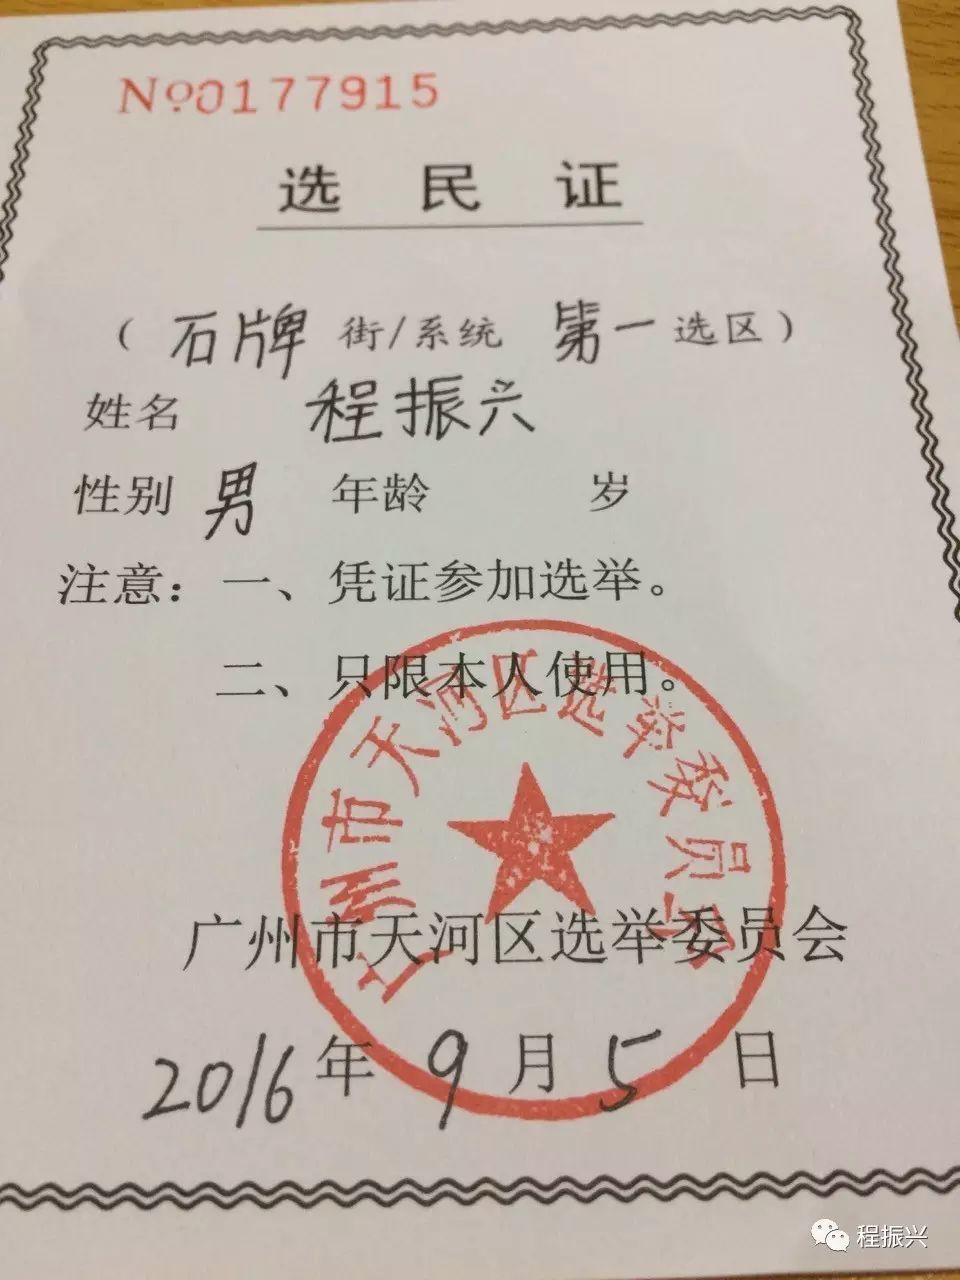 No0177915
选民证
（石牌街/系统 第一选区）
姓名 程振兴
性别 男 年龄 岁
注意：一、凭证参加选举。
二、只限本人使用。
广州市天河区选举委员会
广州市天河区选举委员会
2016年9月5日
程振兴